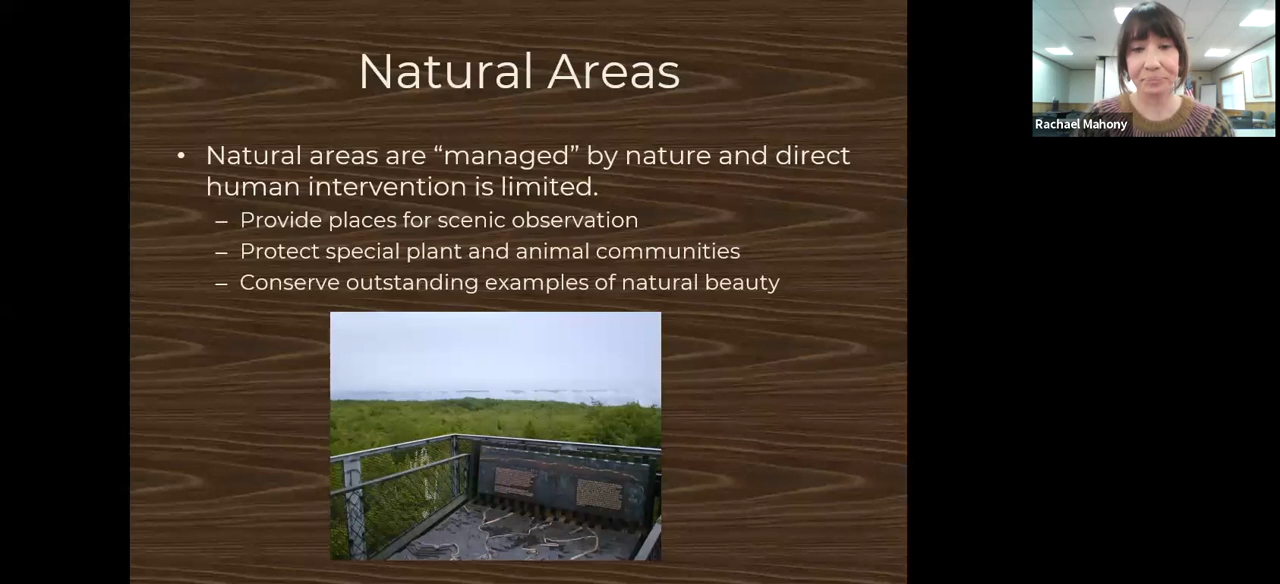 Natural Areas
• Natural areas are “managed” by nature and direct
human intervention is limited.
– Provide places for scenic observation
– Protect special plant and animal communities
– Conserve outstanding examples of natural beauty
Rachael Mahony